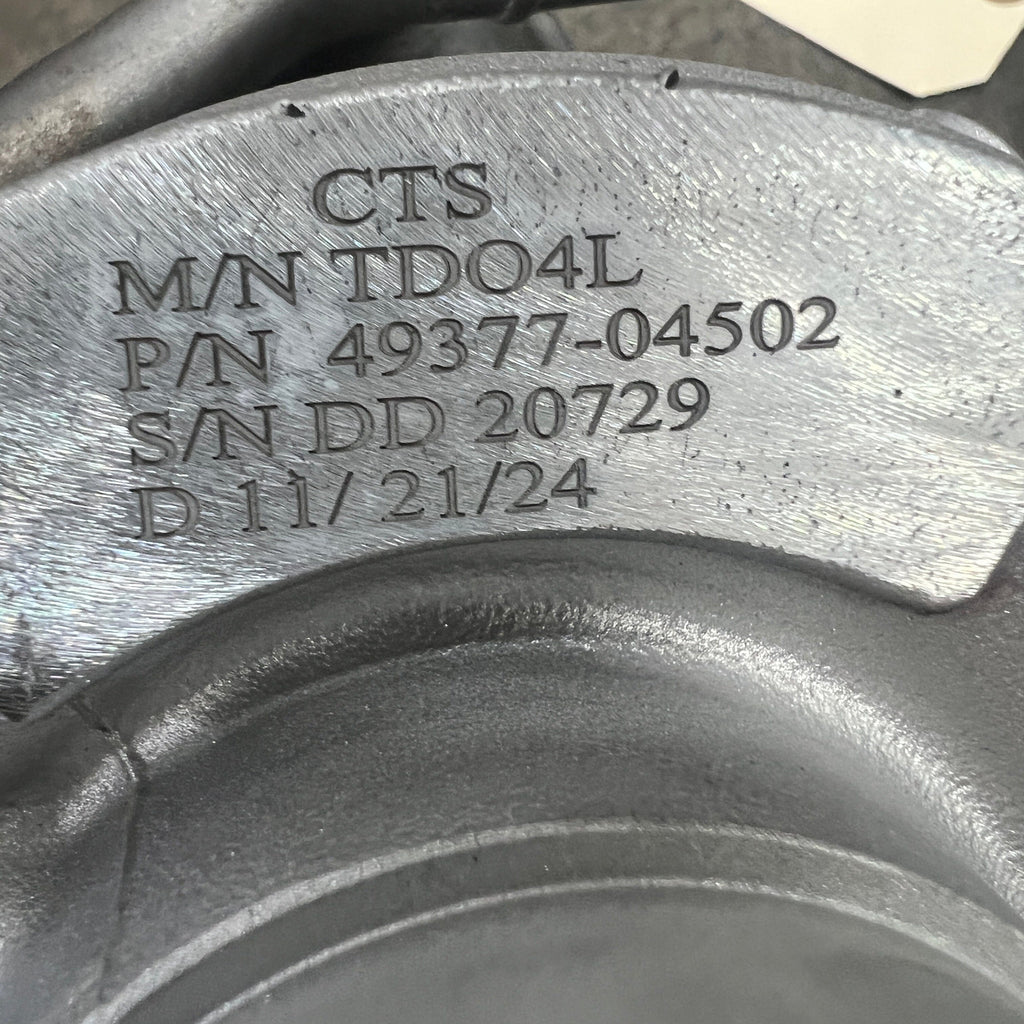 CTS
M/N TDO4L
P/N 49377-04502
S/N DD 20729
D 11/ 21/24